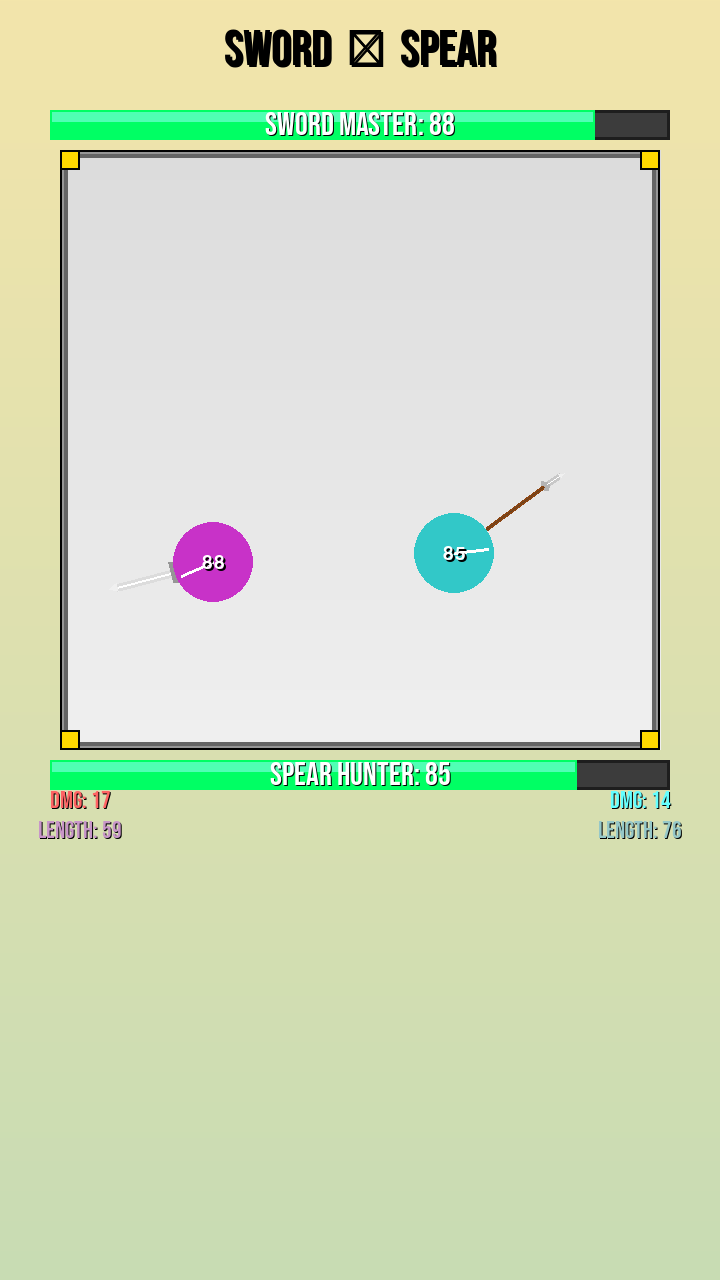 SWORD SPEAR
SWORD MASTER: 88
88
85
SPEAR HUNTER: 85
DMG: 17
DMG: 14
LENGTH: 59
LENGTH: 76